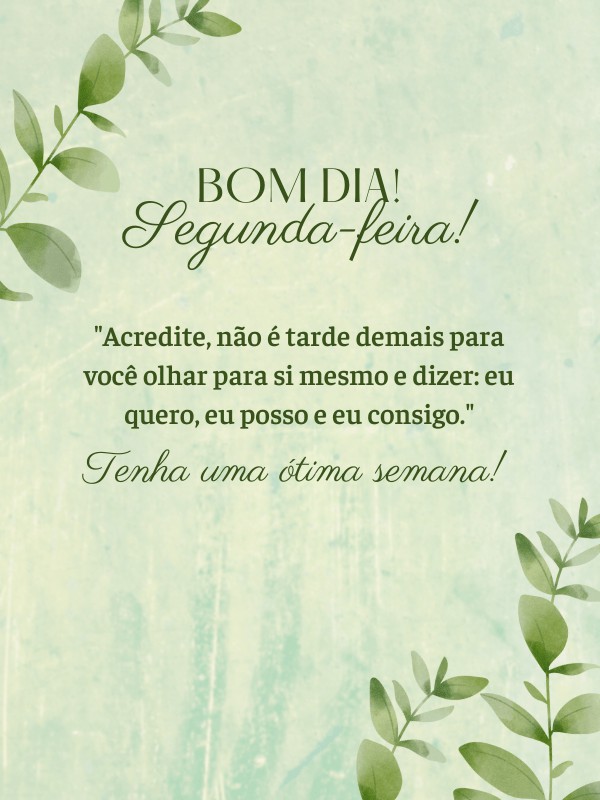 BOM DIA!
Segunda-feira!
"Acredite, não é tarde demais para
você olhar para si mesmo e dizer: eu
quero, eu posso e eu consigo."
Tenha uma ótima semana!